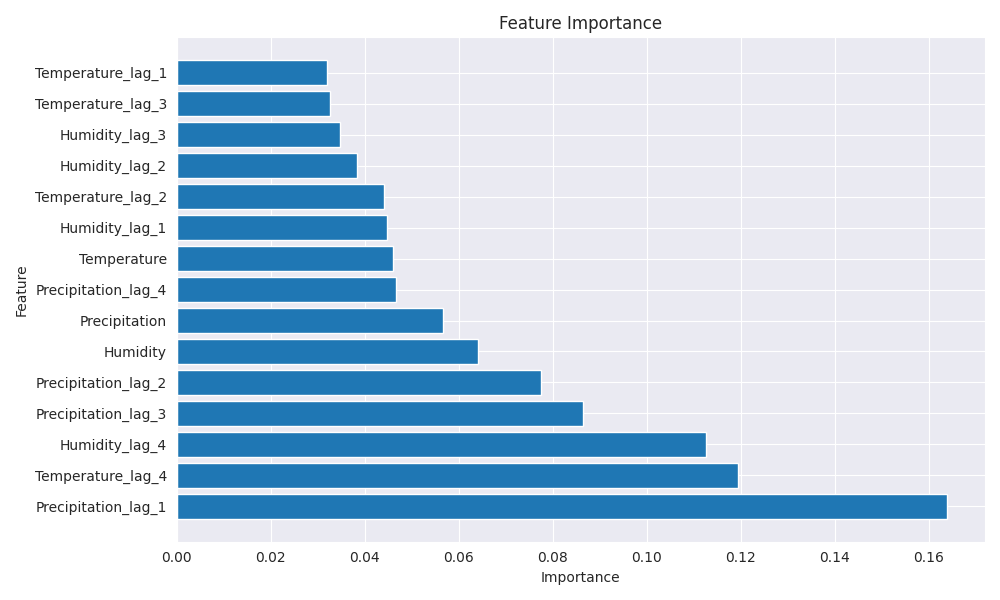 Feature Importance
Temperature_lag_1
Temperature_lag_3
Humidity_lag_3
Humidity_lag_2
Temperature_lag_2
Humidity_lag_1
Temperature
Precipitation_lag_4
Precipitation
Humidity
Precipitation_lag_2
Precipitation_lag_3
Humidity_lag_4
Temperature_lag_4
Precipitation_lag_1
Feature
0.00 0.02 0.04 0.06 0.08 0.10 0.12 0.14 0.16
Importance